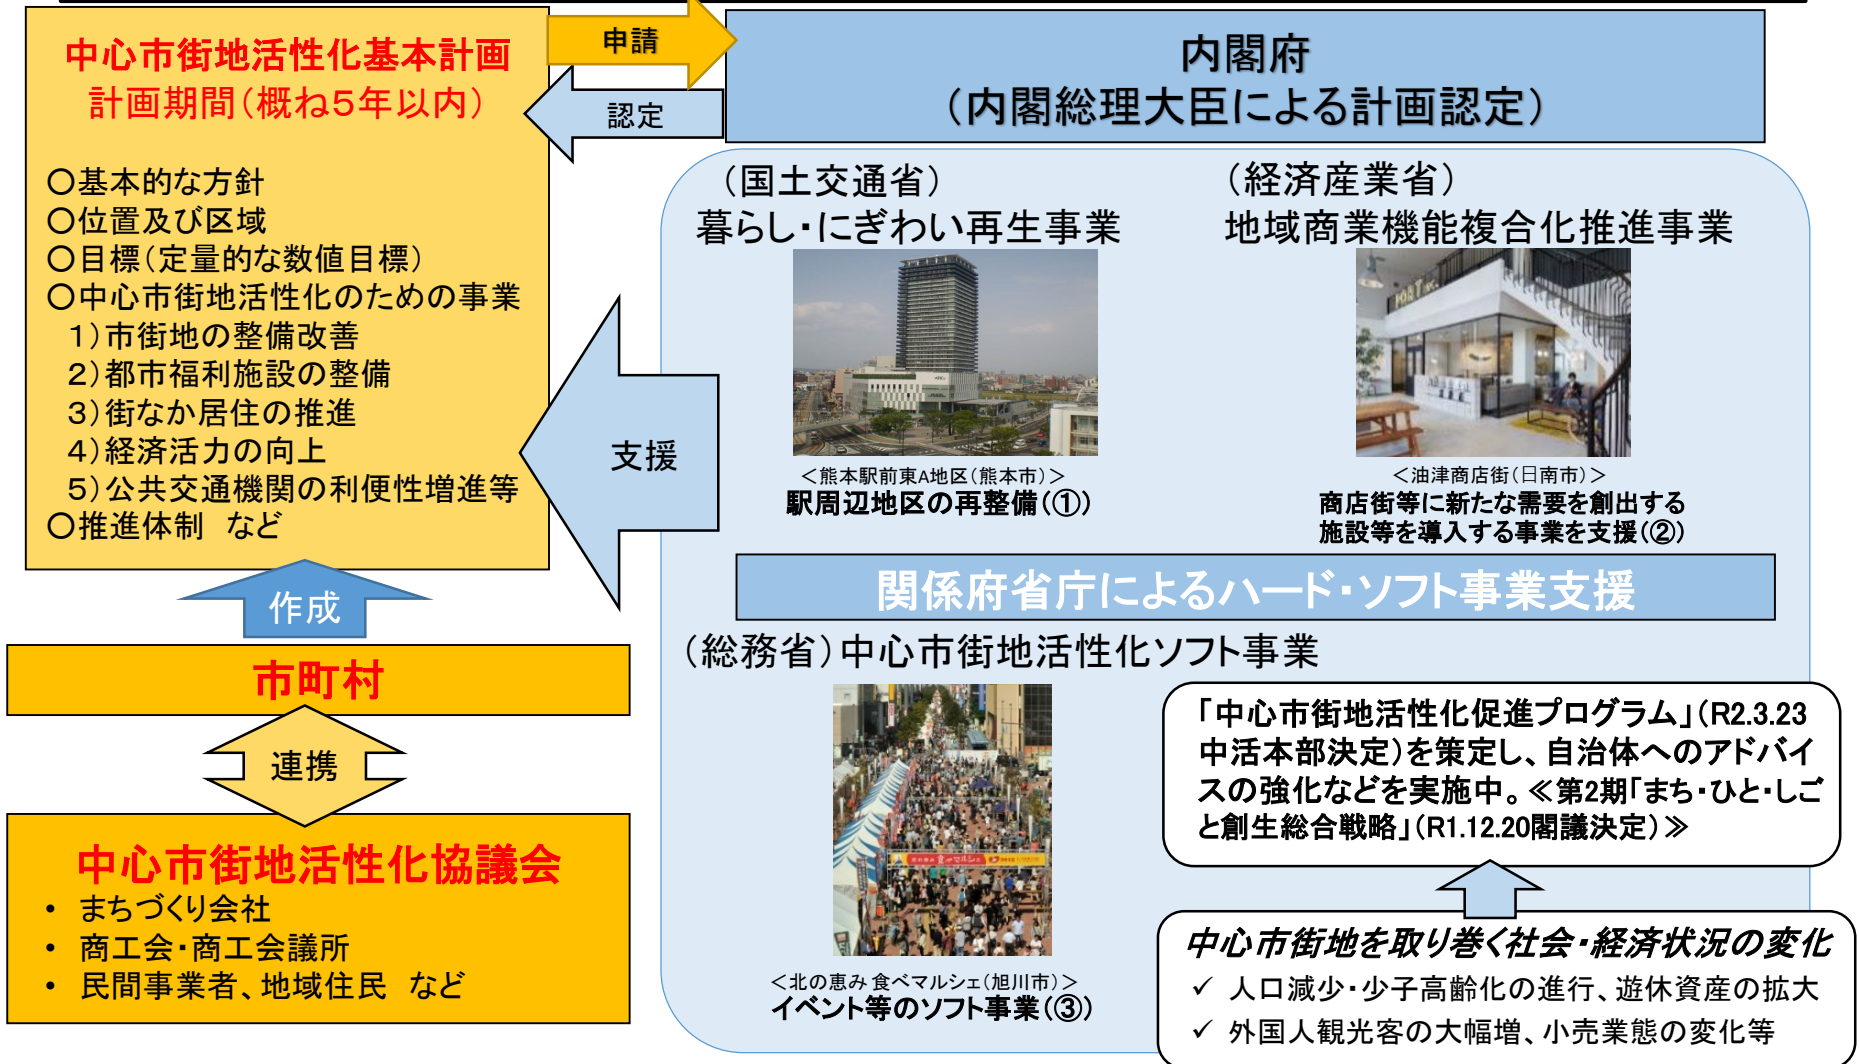 中心市街地活性化基本計画
計画期間（概ね５年以内）
○基本的な方針
○位置及び区域
○目標（定量的な数値目標）
○中心市街地活性化のための事業
１）市街地の整備改善
２）都市福利施設の整備
３）街なか居住の推進
４）経済活力の向上
５）公共交通機関の利便性増進等
○推進体制　など
申請
認定
内閣府
（内閣総理大臣による計画認定）
支援
作成
市町村
連携
中心市街地活性化協議会
• まちづくり会社
• 商工会・商工会議所
• 民間事業者、地域住民　など
（国土交通省）
暮らし・にぎわい再生事業
＜熊本駅前東A地区（熊本市）＞
駅周辺地区の再整備（①）
（経済産業省）
地域商業機能複合化推進事業
＜油津商店街（日南市）＞
商店街等に新たな需要を創出する
施設等を導入する事業を支援（②）
関係府省庁によるハード・ソフト事業支援
（総務省）中心市街地活性化ソフト事業
＜北の恵み 食べマルシェ（旭川市）＞
イベント等のソフト事業（③）
「中心市街地活性化促進プログラム」（R2.3.23
中活本部決定）を策定し、自治体へのアドバイ
スの強化などを実施中。≪第2期「まち・ひと・しご
と創生総合戦略」（R1.12.20閣議決定）≫
中心市街地を取り巻く社会・経済状況の変化
✓ 人口減少・少子高齢化の進行、遊休資産の拡大
✓ 外国人観光客の大幅増、小売業態の変化等